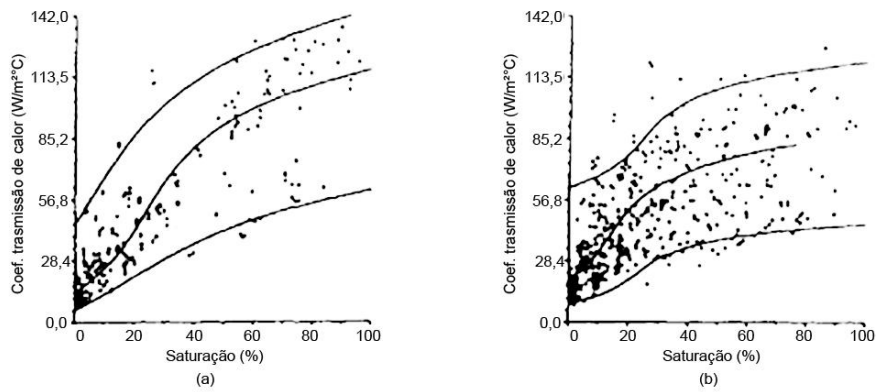 142,0
113,5
85,2
56,8
28,4
0,0
Coef. trasmissão de calor (W/m²°C)
0 20 40 60 80 100
Saturação (%)
(a)
142,0
113,5
85,2
56,8
28,4
0,0
Coef. trasmissão de calor (W/m²°C)
0 20 40 60 80 100
Saturação (%)
(b)